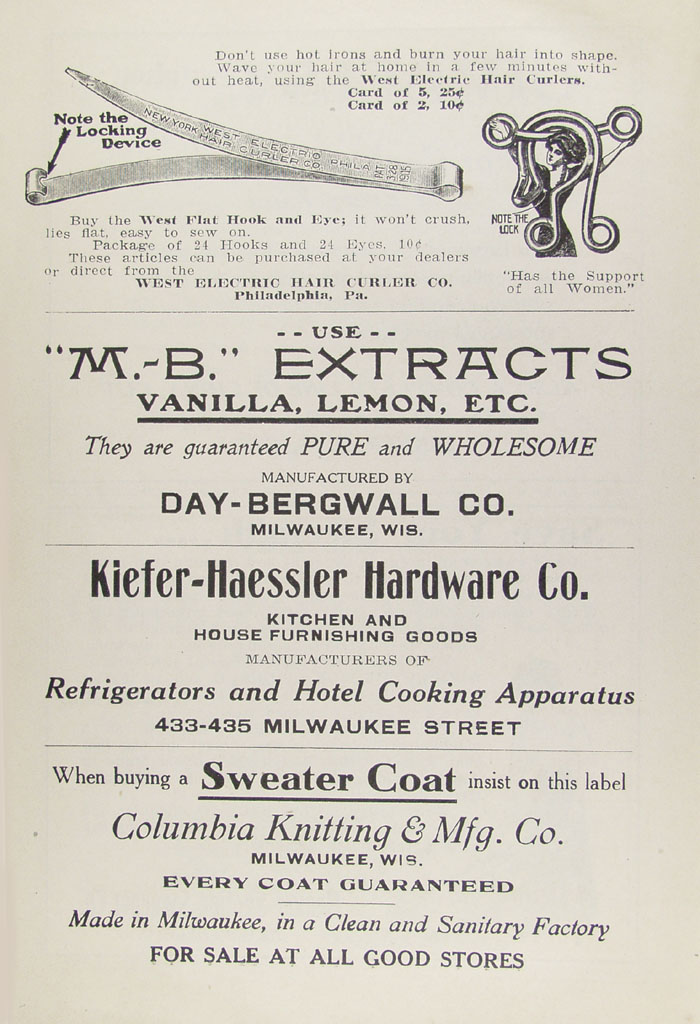 Don't use hot irons and burn your hair into shape.
Wave your hair at home in a few minutes with-
out heat, using the West Electric Hair Curlers.
Card of 5, 25¢
Card of 2, 10¢
Note the
Locking
Device
WEST ELECTRIC
HAIR CURLER CO.
NEW YORK
PHILA
PAT
NOTE THE
LOCK
Buy the West Flat Hook and Eye; it won't crush,
lies flat, easy to sew on.
Package of 24 Hooks and 24 Eyes, 10¢
These articles can be purchased at your dealers
or direct from the
WEST ELECTRIC HAIR CURLER CO.
Philadelphia, Pa.
"Has the Support
of all Women."
-- USE --
"M.-B." EXTRACTS
VANILLA, LEMON, ETC.
They are guaranteed PURE and WHOLESOME
MANUFACTURED BY
DAY-BERGWALL CO.
MILWAUKEE, WIS.
Kiefer-Haessler Hardware Co.
KITCHEN AND
HOUSE FURNISHING GOODS
MANUFACTURERS OF
Refrigerators and Hotel Cooking Apparatus
433-435 MILWAUKEE STREET
When buying a Sweater Coat insist on this label
Columbia Knitting & Mfg. Co.
MILWAUKEE, WIS.
EVERY COAT GUARANTEED
Made in Milwaukee, in a Clean and Sanitary Factory
FOR SALE AT ALL GOOD STORES